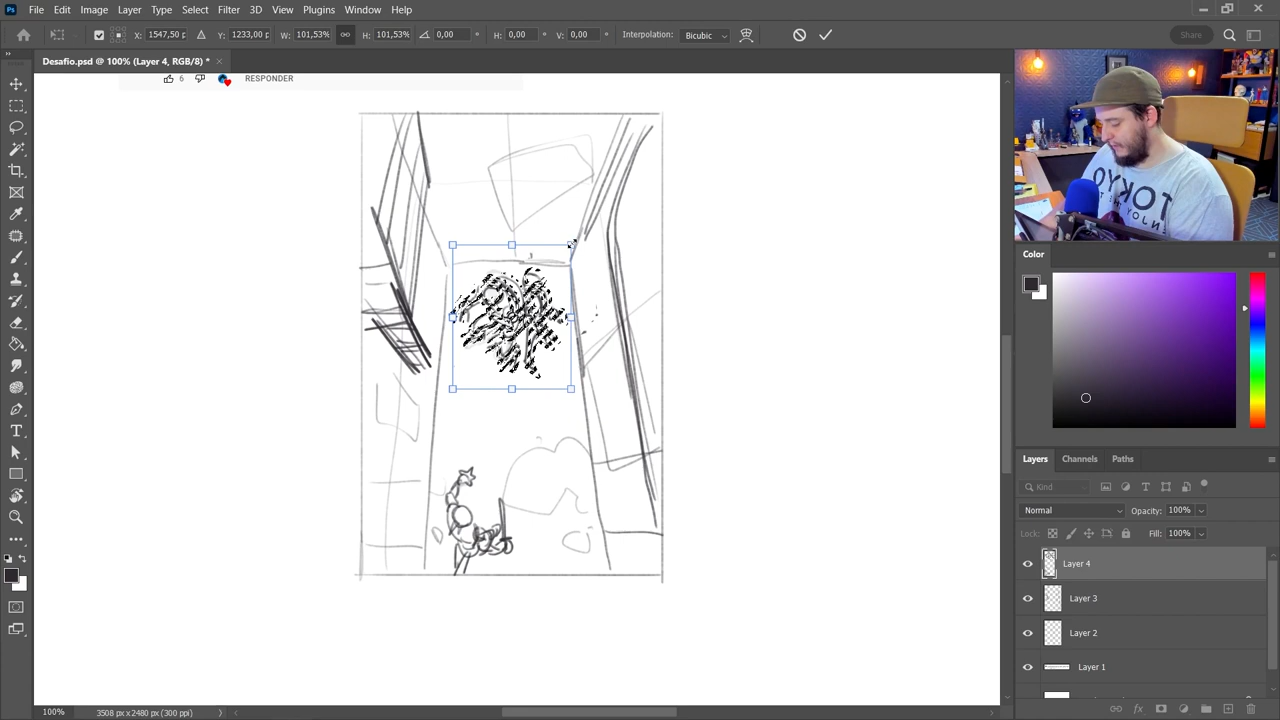 File Edit Image Layer Type Select Filter 3D View Plugins Window Help
X: 1547,50 p Y: 1233,00 p W: 101,53% H: 101,53% 0,00 ° H: 0,00 ° V: 0,00 ° Interpolation: Bicubic Share
Desafio.psd @ 100% (Layer 4, RGB/8) * ×
6 RESPONDER
TOKYO
Color
Layers Channels Paths
Kind
Normal Opacity: 100%
Lock: Fill: 100%
Layer 4
Layer 3
Layer 2
Layer 1
100% 3508 px x 2480 px (300 ppi)